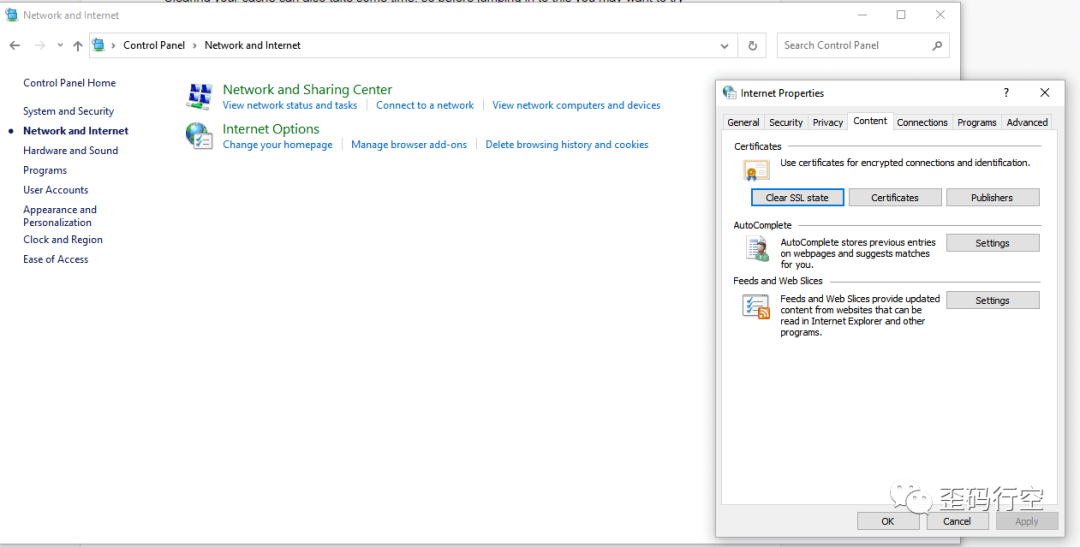 Clearing your cache can also take some time, so before jumping in to this you may want to try
Network and Internet
Control Panel
Network and Internet
Search Control Panel
Control Panel Home
System and Security
Network and Internet
Hardware and Sound
Programs
User Accounts
Appearance and
Personalization
Clock and Region
Ease of Access
Network and Sharing Center
View network status and tasks
Connect to a network
View network computers and devices
Internet Options
Change your homepage
Manage browser add-ons
Delete browsing history and cookies
Internet Properties
?
General Security Privacy Content Connections Programs Advanced
Certificates
Use certificates for encrypted connections and identification.
Clear SSL state
Certificates
Publishers
AutoComplete
AutoComplete stores previous entries
on webpages and suggests matches
for you.
Settings
Feeds and Web Slices
Feeds and Web Slices provide updated
content from websites that can be
read in Internet Explorer and other
programs.
Settings
歪码行空
OK
Cancel
Apply